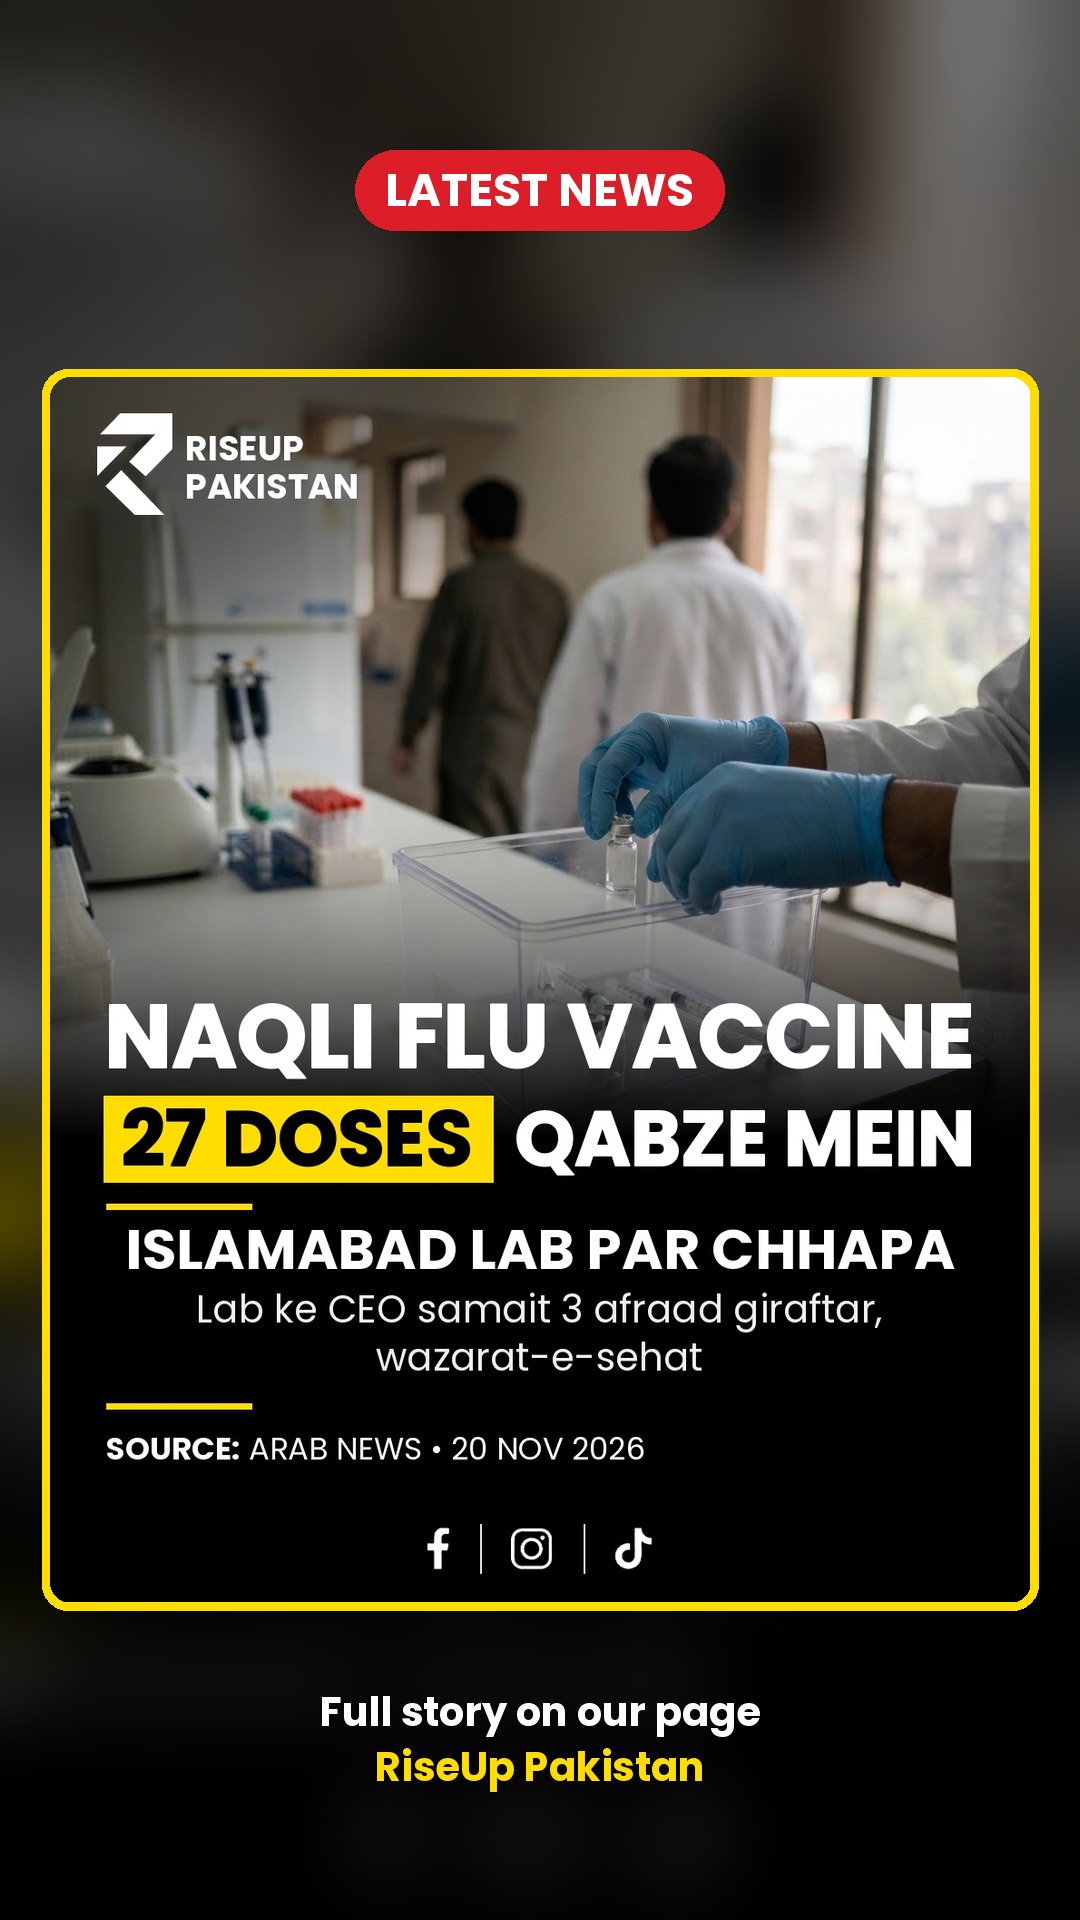 LATEST NEWS
RISEUP
PAKISTAN
NAQLI FLU VACCINE
27 DOSES QABZE MEIN
ISLAMABAD LAB PAR CHHAPA
Lab ke CEO samait 3 afraad giraftar,
wazarat-e-sehat
SOURCE: ARAB NEWS • 20 NOV 2026
Full story on our page
RiseUp Pakistan